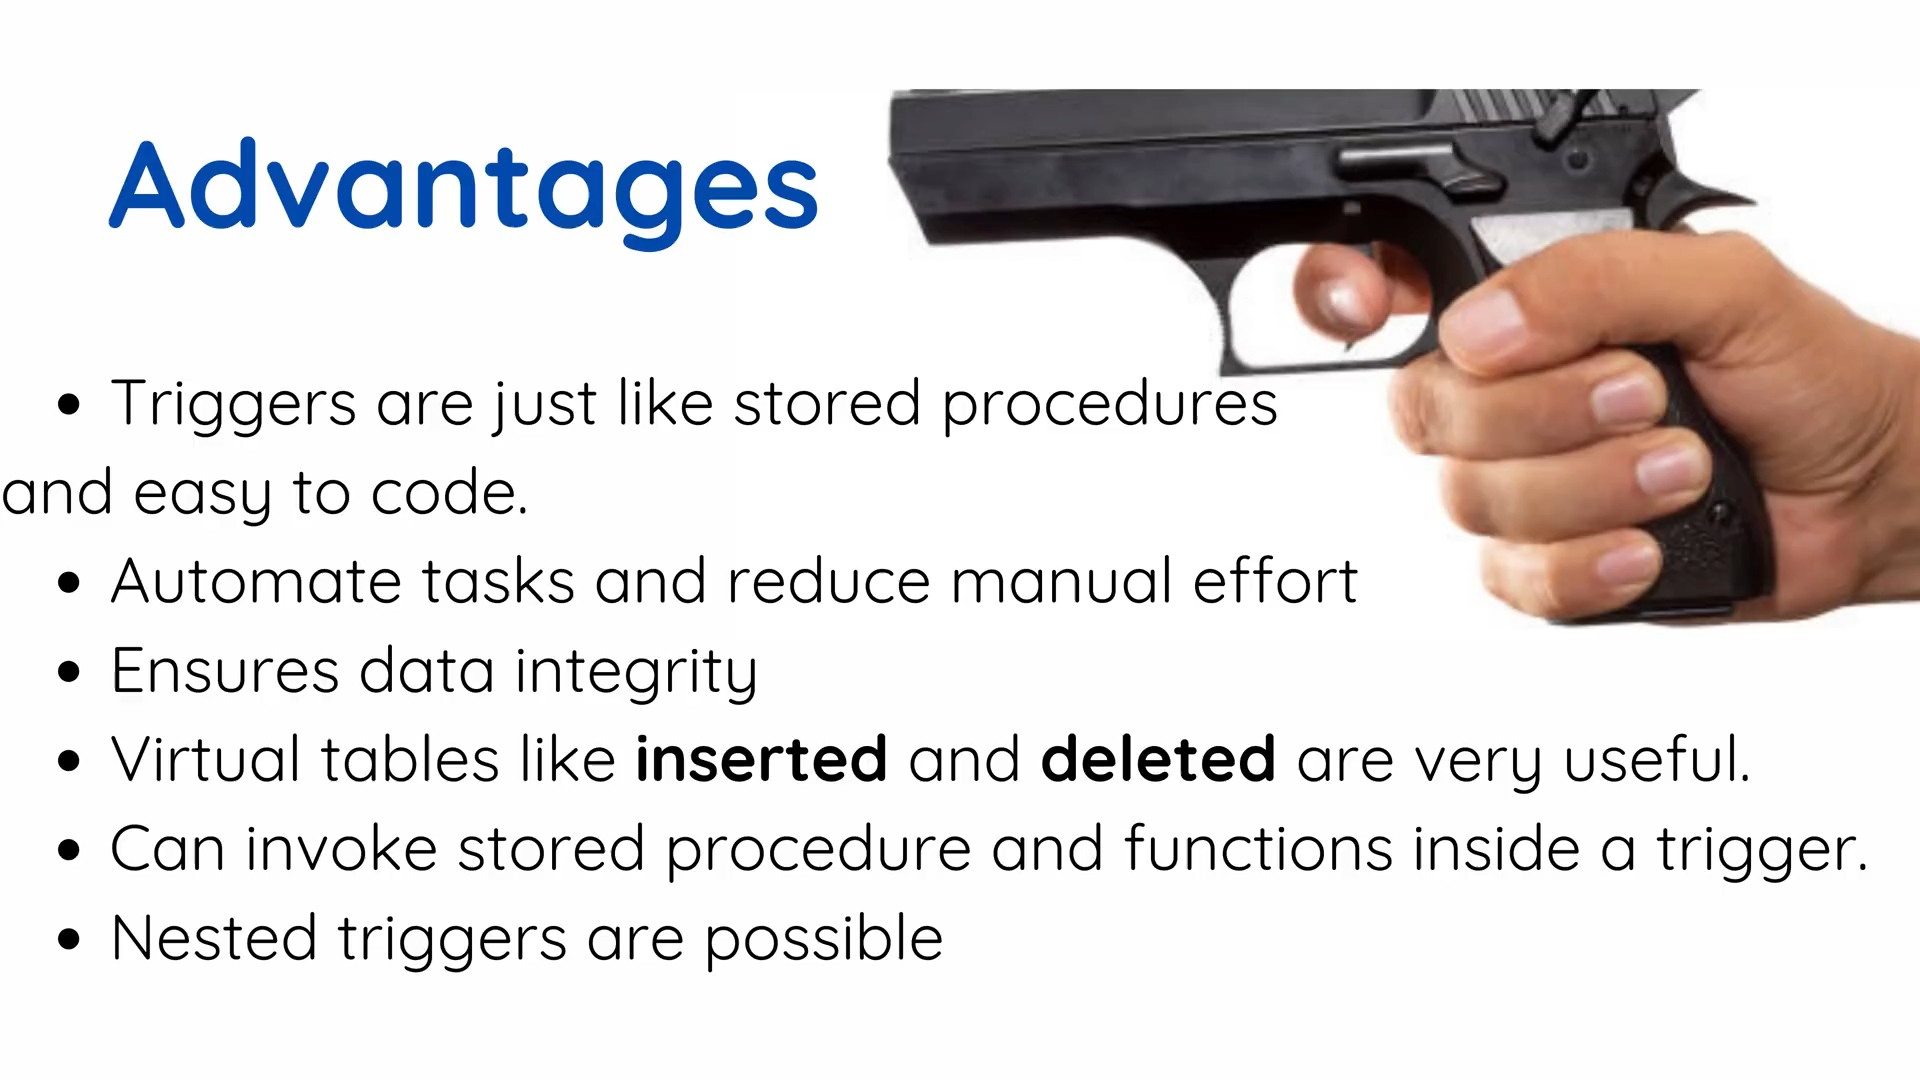 Advantages
• Triggers are just like stored procedures
and easy to code.
• Automate tasks and reduce manual effort
• Ensures data integrity
• Virtual tables like inserted and deleted are very useful.
• Can invoke stored procedure and functions inside a trigger.
• Nested triggers are possible